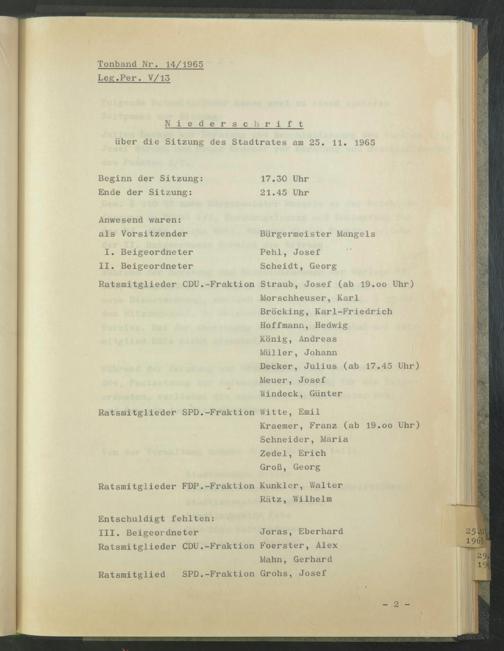 Tonband Nr. 14/1965
Leg.Per. V/13
N i e d e r s c h r i f t
über die Sitzung des Stadtrates am 25. 11. 1965
Beginn der Sitzung: 17.30 Uhr
Ende der Sitzung: 21.45 Uhr
Anwesend waren:
als Vorsitzender Bürgermeister Mangels
I. Beigeordneter Pehl, Josef
II. Beigeordneter Scheidt, Georg
Ratsmitglieder CDU.-Fraktion Straub, Josef (ab 19.oo Uhr)
Morschheuser, Karl
Bröcking, Karl-Friedrich
Hoffmann, Hedwig
König, Andreas
Müller, Johann
Decker, Julius (ab 17.45 Uhr)
Meuer, Josef
Windeck, Günter
Ratsmitglieder SPD.-Fraktion Witte, Emil
Kraemer, Franz (ab 19.oo Uhr)
Schneider, Maria
Zedel, Erich
Groß, Georg
Ratsmitglieder FDP.-Fraktion Kunkler, Walter
Rätz, Wilhelm
Entschuldigt fehlten:
III. Beigeordneter Joras, Eberhard
Ratsmitglieder CDU.-Fraktion Foerster, Alex
Mahn, Gerhard
Ratsmitglied SPD.-Fraktion Grohs, Josef
- 2 -